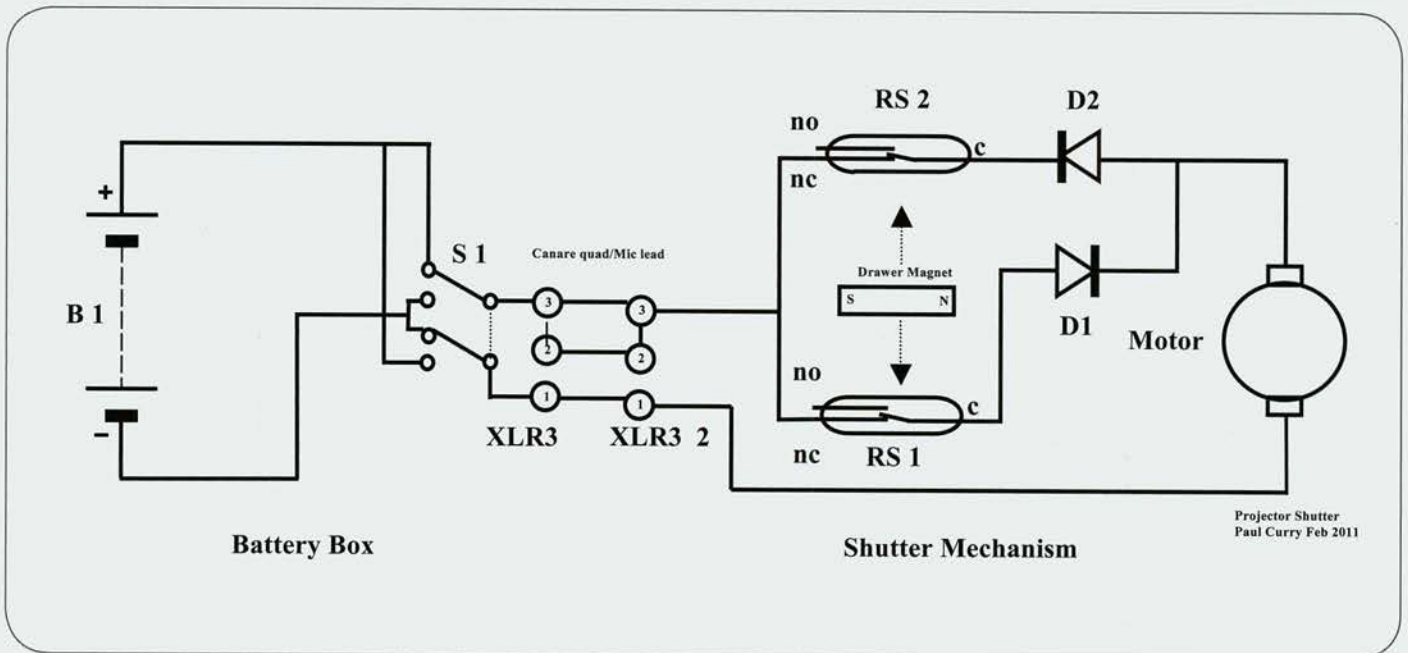 RS 2
D2
no
c
nc
+
S 1
Canare quad/Mic lead
Drawer Magnet
S N
B 1
3
3
2
2
D1
Motor
no
1
1
c
XLR3
XLR3 2
nc
RS 1
–
Projector Shutter
Paul Curry Feb 2011
Battery Box
Shutter Mechanism